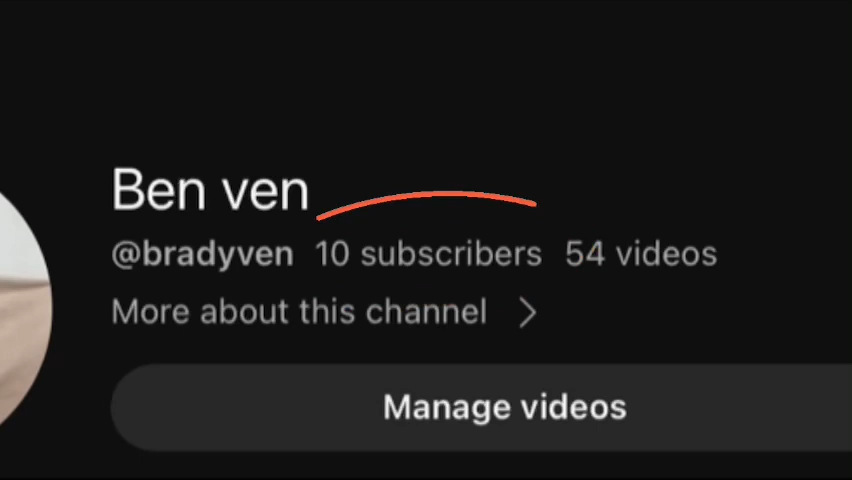 Ben ven
@bradyven 10 subscribers 54 videos
More about this channel
Manage videos